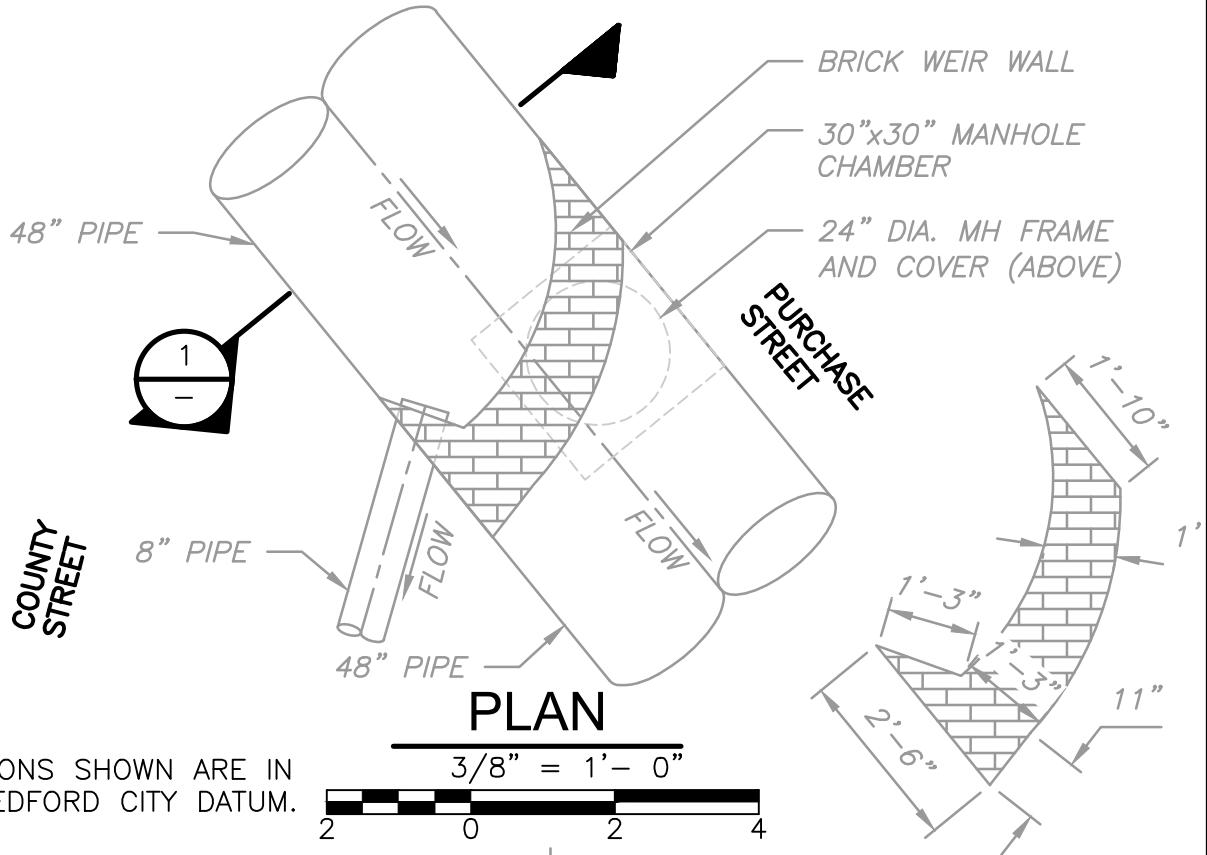 BRICK WEIR WALL
30"x30" MANHOLE
CHAMBER
24" DIA. MH FRAME
AND COVER (ABOVE)
48" PIPE
FLOW
PURCHASE
STREET
1
–
COUNTY
STREET
8" PIPE
FLOW
FLOW
48" PIPE
1'-10"
1'
1'-3"
1'-3"
11"
2'-6"
PLAN
3/8" = 1'- 0"
2 0 2 4
ONS SHOWN ARE IN
EDFORD CITY DATUM.